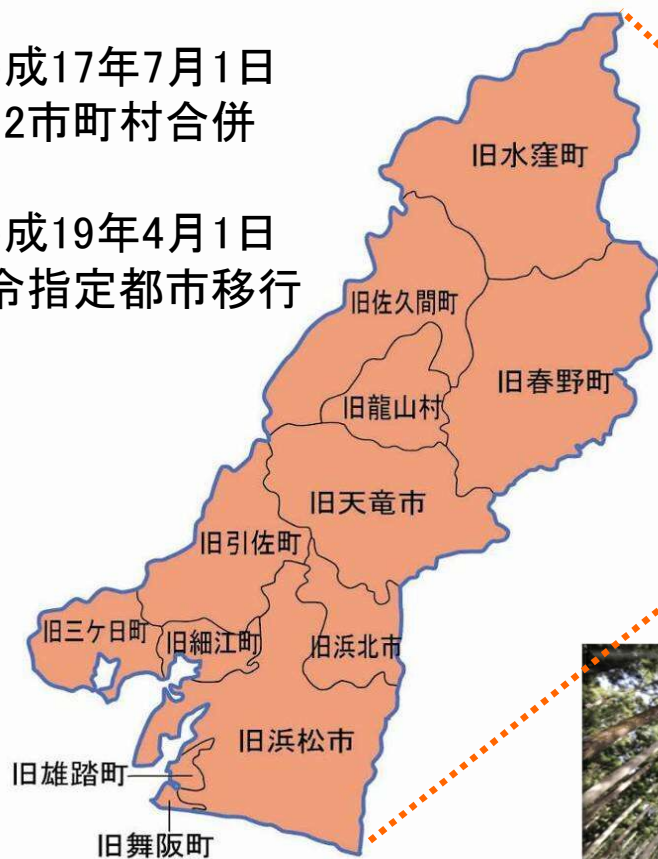 成17年7月1日
2市町村合併
成19年4月1日
令指定都市移行
旧水窪町
旧佐久間町
旧春野町
旧龍山村
旧天竜市
旧引佐町
旧三ケ日町
旧細江町
旧浜北市
旧浜松市
旧雄踏町
旧舞阪町